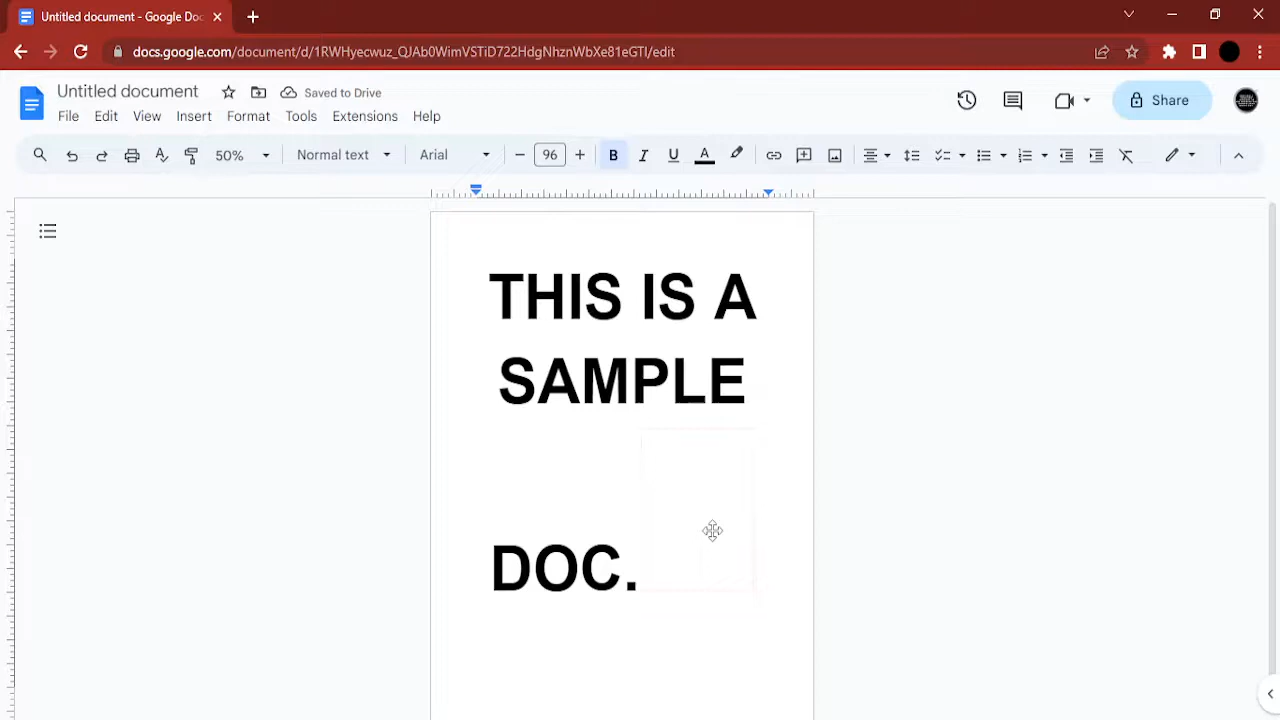 Untitled document - Google Doc
docs.google.com/document/d/1RWHyecwuz_QJAb0WimVSTiD722HdgNhznWbXe81eGTI/edit
Untitled document
Saved to Drive
File Edit View Insert Format Tools Extensions Help
Share
50% Normal text Arial 96 B I U A
THIS IS A
SAMPLE
DOC.